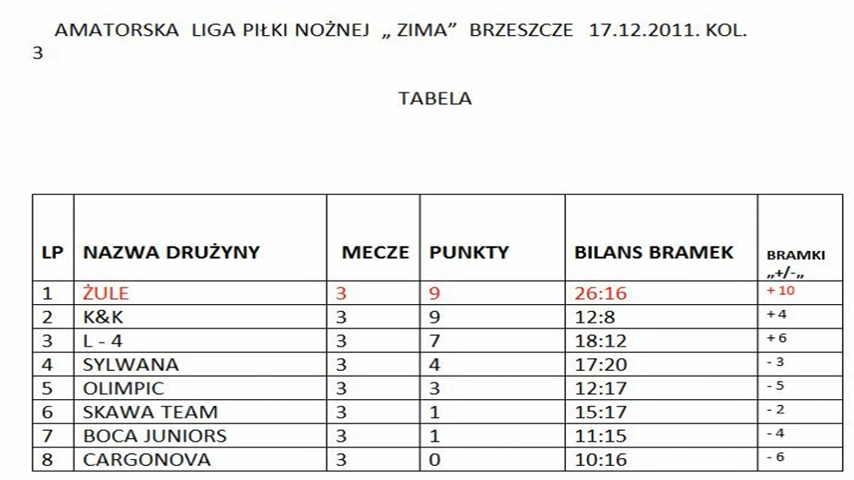 AMATORSKA LIGA PIŁKI NOŻNEJ „ ZIMA” BRZESZCZE 17.12.2011. KOL.
3
TABELA
LP NAZWA DRUŻYNY MECZE PUNKTY BILANS BRAMEK BRAMKI
„+/-„
1 ŻULE 3 9 26:16 + 10
2 K&K 3 9 12:8 + 4
3 L - 4 3 7 18:12 + 6
4 SYLWANA 3 4 17:20 - 3
5 OLIMPIC 3 3 12:17 - 5
6 SKAWA TEAM 3 1 15:17 - 2
7 BOCA JUNIORS 3 1 11:15 - 4
8 CARGONOVA 3 0 10:16 - 6